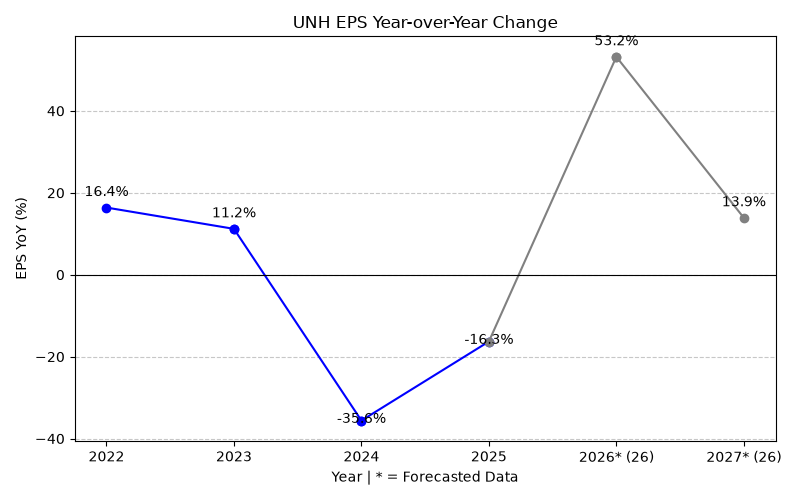 UNH EPS Year-over-Year Change
53.2%
40
20
16.4%
11.2%
13.9%
EPS YoY (%)
0
-16.3%
−20
-35.6%
−40
2022 2023 2024 2025 2026* (26) 2027* (26)
Year | * = Forecasted Data